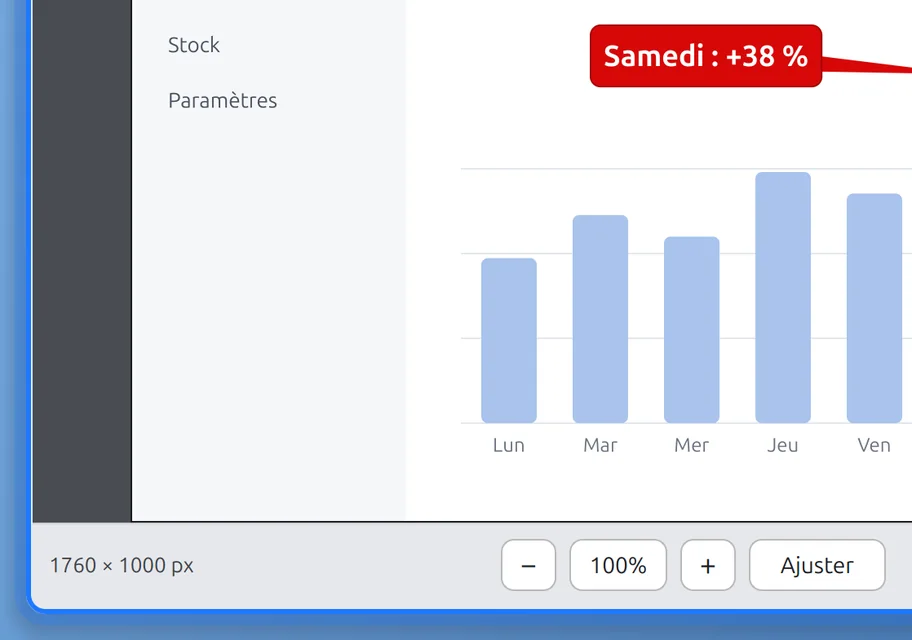 Stock
Paramètres
Samedi : +38 %
Lun Mar Mer Jeu Ven
1760 × 1000 px
− 100% + Ajuster